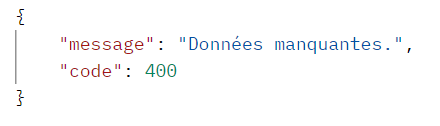 {
"message": "Données manquantes.",
"code": 400
}